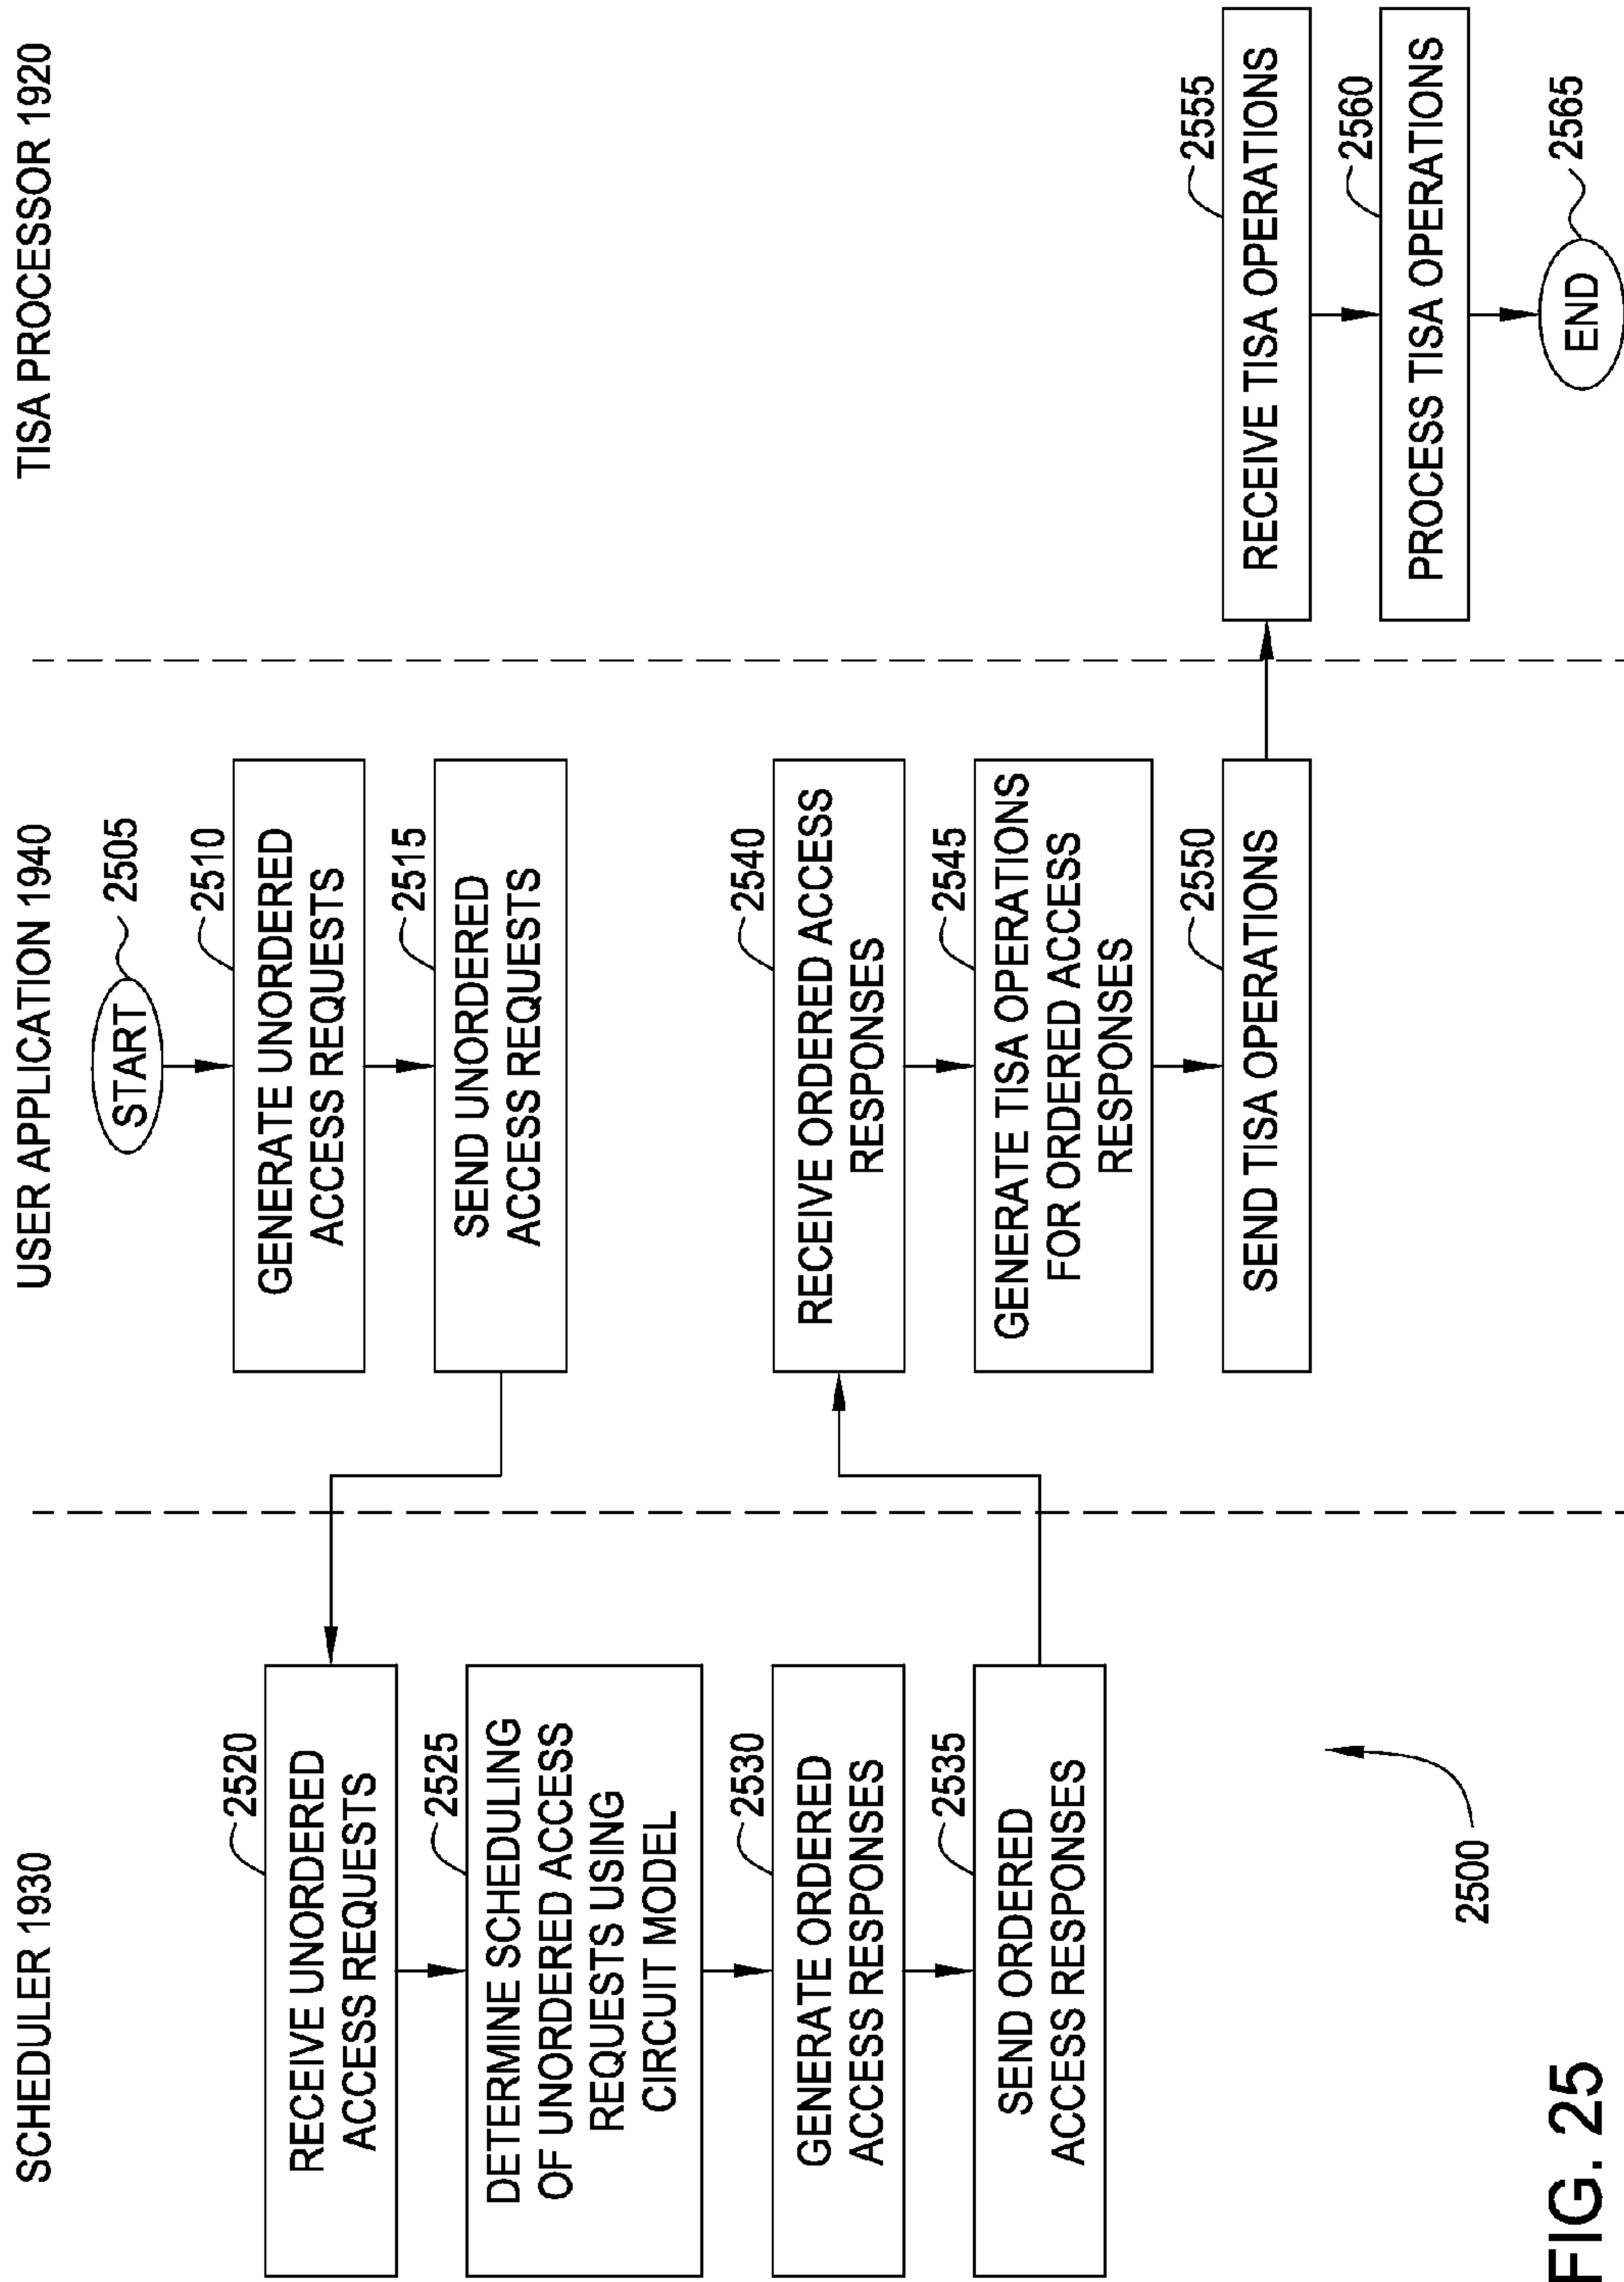 SCHEDULER 1930
USER APPLICATION 1940
TISA PROCESSOR 1920
START
2505
2510
GENERATE UNORDERED
ACCESS REQUESTS
2515
SEND UNORDERED
ACCESS REQUESTS
2520
RECEIVE UNORDERED
ACCESS REQUESTS
2525
DETERMINE SCHEDULING
OF UNORDERED ACCESS
REQUESTS USING
CIRCUIT MODEL
2530
GENERATE ORDERED
ACCESS RESPONSES
2535
SEND ORDERED
ACCESS RESPONSES
2540
RECEIVE ORDERED ACCESS
RESPONSES
2545
GENERATE TISA OPERATIONS
FOR ORDERED ACCESS
RESPONSES
2550
SEND TISA OPERATIONS
2555
RECEIVE TISA OPERATIONS
2560
PROCESS TISA OPERATIONS
END
2565
2500
FIG. 25